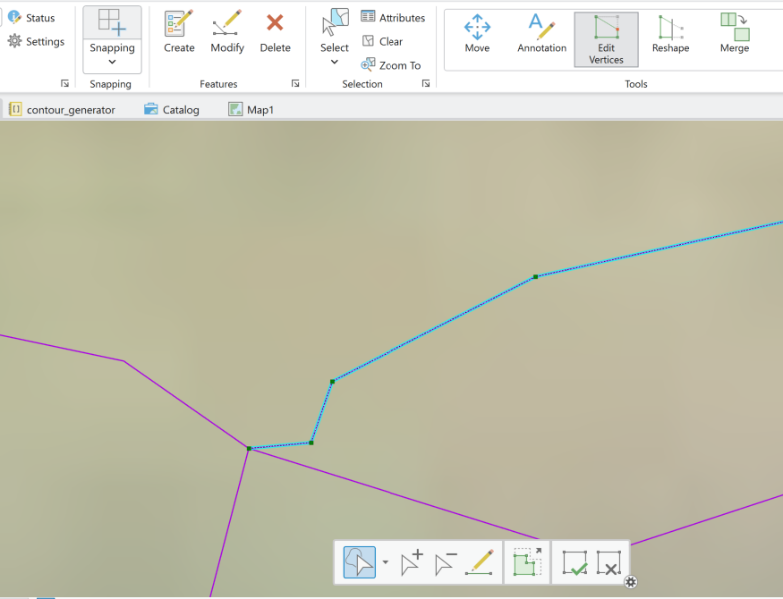 Status
Settings
Snapping
Snapping
Create
Modify
Delete
Features
Select
Attributes
Clear
Zoom To
Selection
Move
A
Annotation
Edit
Vertices
Reshape
Merge
Tools
contour_generator
Catalog
Map1